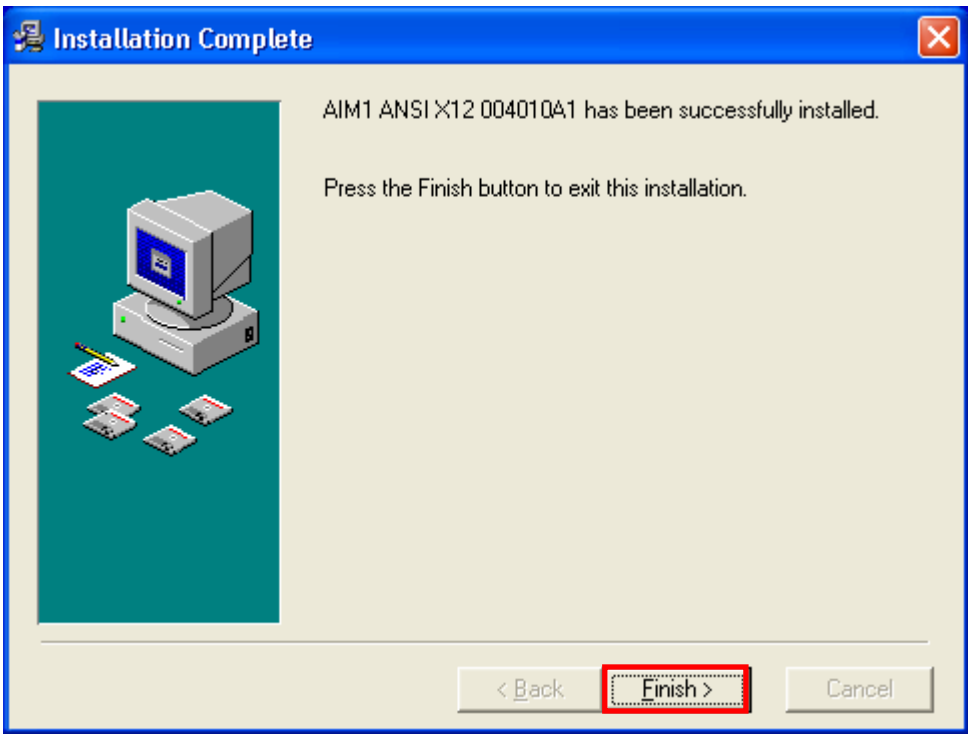 Installation Complete
AIM1 ANSI X12 004010A1 has been successfully installed.
Press the Finish button to exit this installation.
< Back
Finish >
Cancel